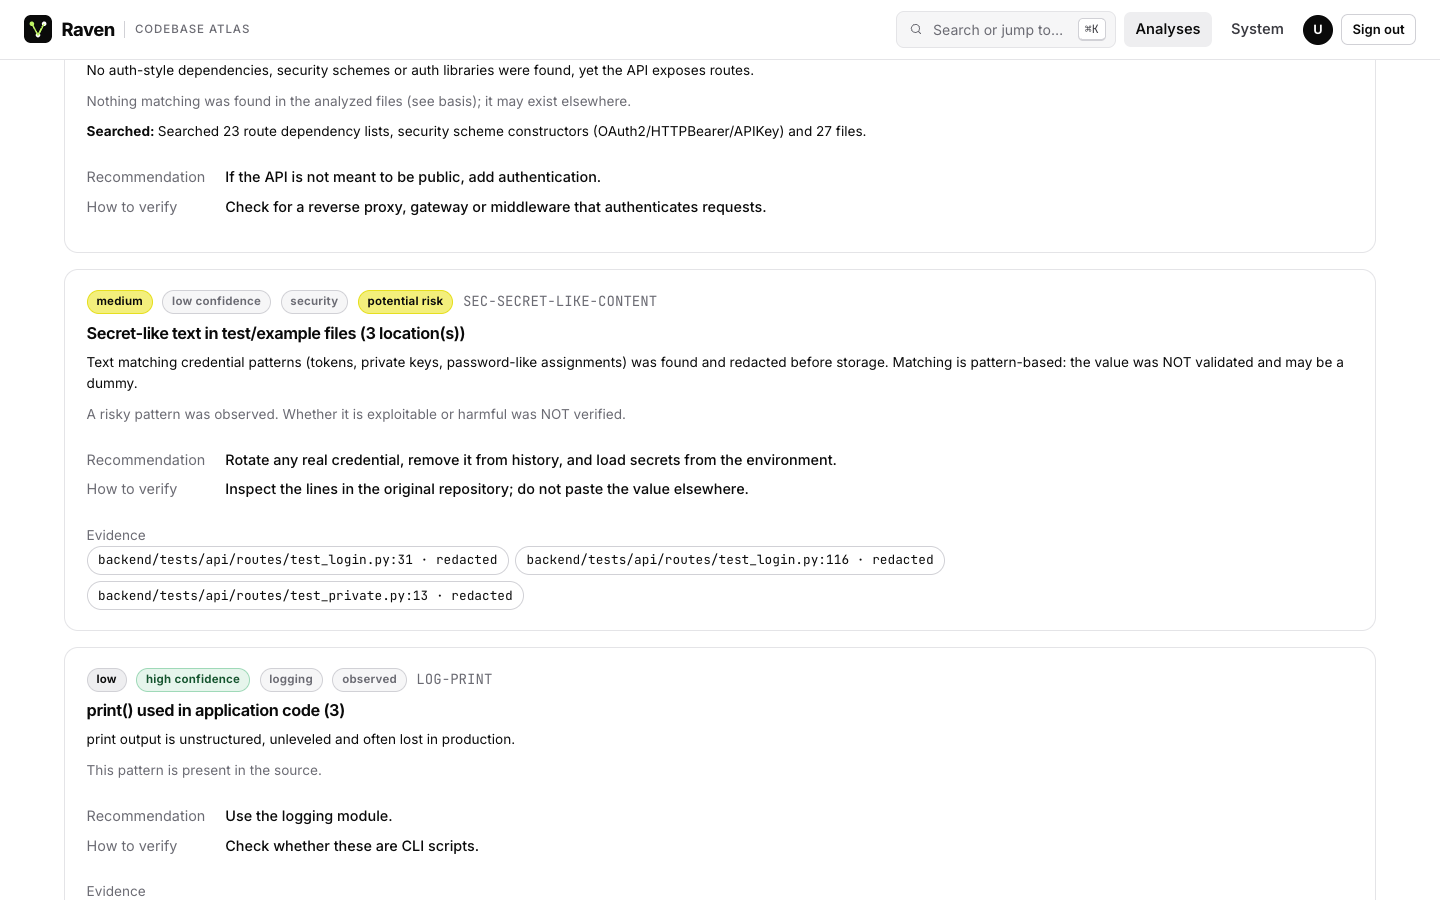 Raven
CODEBASE ATLAS
Search or jump to...
⌘K
Analyses
System
U
Sign out
No auth-style dependencies, security schemes or auth libraries were found, yet the API exposes routes.
Nothing matching was found in the analyzed files (see basis); it may exist elsewhere.
Searched: Searched 23 route dependency lists, security scheme constructors (OAuth2/HTTPBearer/APIKey) and 27 files.
Recommendation If the API is not meant to be public, add authentication.
How to verify Check for a reverse proxy, gateway or middleware that authenticates requests.
medium low confidence security potential risk SEC-SECRET-LIKE-CONTENT
Secret-like text in test/example files (3 location(s))
Text matching credential patterns (tokens, private keys, password-like assignments) was found and redacted before storage. Matching is pattern-based: the value was NOT validated and may be a
dummy.
A risky pattern was observed. Whether it is exploitable or harmful was NOT verified.
Recommendation Rotate any real credential, remove it from history, and load secrets from the environment.
How to verify Inspect the lines in the original repository; do not paste the value elsewhere.
Evidence
backend/tests/api/routes/test_login.py:31 · redacted backend/tests/api/routes/test_login.py:116 · redacted
backend/tests/api/routes/test_private.py:13 · redacted
low high confidence logging observed LOG-PRINT
print() used in application code (3)
print output is unstructured, unleveled and often lost in production.
This pattern is present in the source.
Recommendation Use the logging module.
How to verify Check whether these are CLI scripts.
Evidence